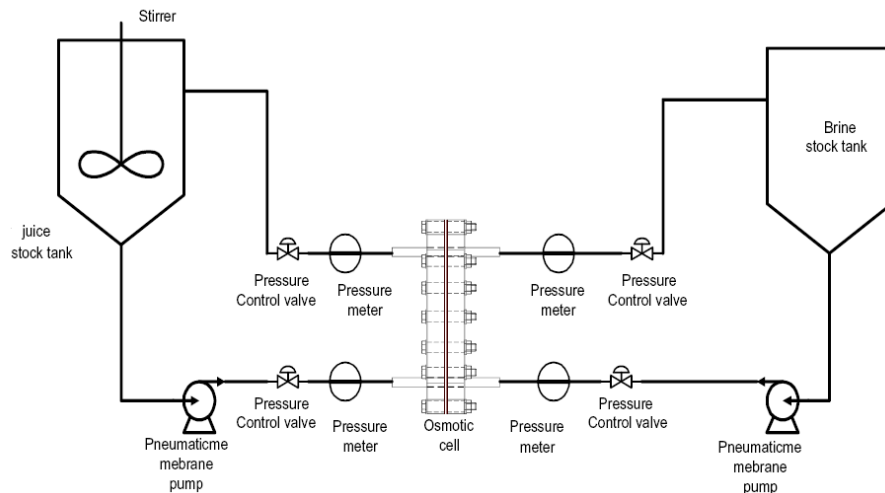 Stirrer
Brine
stock tank
juice
stock tank
Pressure
Control valve
Pressure
meter
Pressure
meter
Pressure
Control valve
Pressure
Control valve
Pressure
meter
Osmotic
cell
Pressure
meter
Pressure
Control valve
Pneumaticme
mebrane
pump
Pneumaticme
mebrane
pump